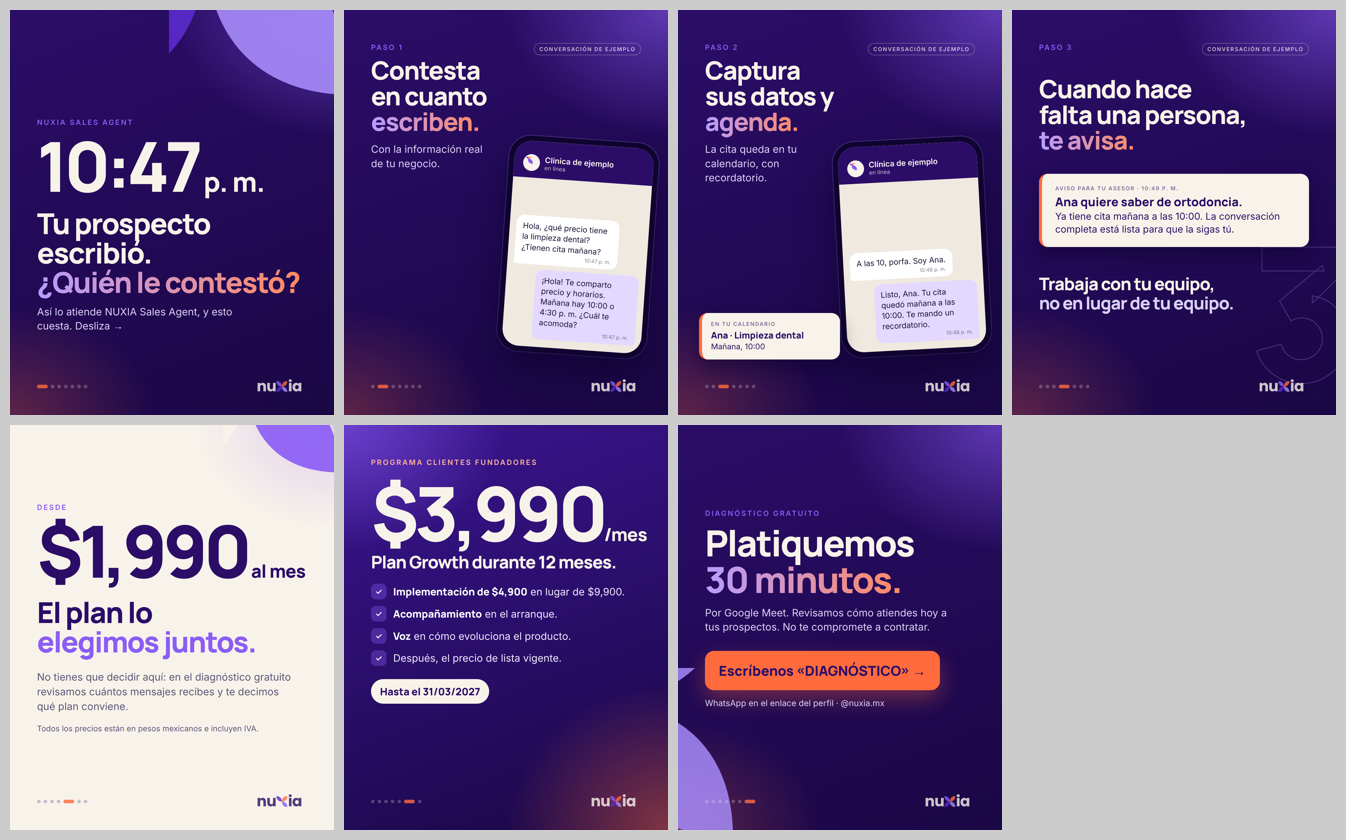 NUXIA SALES AGENT
10:47 p. m.
Tu prospecto
escribió.
¿Quién le contestó?
Así lo atiende NUXIA Sales Agent, y esto
cuesta. Desliza →
nuxia
PASO 1
CONVERSACIÓN DE EJEMPLO
Contesta
en cuanto
escriben.
Con la información real
de tu negocio.
Clínica de ejemplo
en línea
Hola, ¿qué precio tiene
la limpieza dental?
¿Tienen cita mañana?
10:47 p. m.
¡Hola! Te comparto
precio y horarios.
Mañana hay 10:00 o
4:30 p. m. ¿Cuál te
acomoda?
10:47 p. m.
nuxia
PASO 2
CONVERSACIÓN DE EJEMPLO
Captura
sus datos y
agenda.
La cita queda en tu
calendario, con
recordatorio.
Clínica de ejemplo
en línea
A las 10, porfa. Soy Ana.
10:48 p. m.
Listo, Ana. Tu cita
quedó mañana a las
10:00. Te mando un
recordatorio.
10:48 p. m.
EN TU CALENDARIO
Ana · Limpieza dental
Mañana, 10:00
nuxia
PASO 3
CONVERSACIÓN DE EJEMPLO
Cuando hace
falta una persona,
te avisa.
AVISO PARA TU ASESOR · 10:49 P. M.
Ana quiere saber de ortodoncia.
Ya tiene cita mañana a las 10:00. La conversación
completa está lista para que la sigas tú.
Trabaja con tu equipo,
no en lugar de tu equipo.
3
nuxia
DESDE
$1,990 al mes
El plan lo
elegimos juntos.
No tienes que decidir aquí: en el diagnóstico gratuito
revisamos cuántos mensajes recibes y te decimos
qué plan conviene.
Todos los precios están en pesos mexicanos e incluyen IVA.
nuxia
PROGRAMA CLIENTES FUNDADORES
$3,990/mes
Plan Growth durante 12 meses.
Implementación de $4,900 en lugar de $9,900.
Acompañamiento en el arranque.
Voz en cómo evoluciona el producto.
Después, el precio de lista vigente.
Hasta el 31/03/2027
nuxia
DIAGNÓSTICO GRATUITO
Platiquemos
30 minutos.
Por Google Meet. Revisamos cómo atiendes hoy a
tus prospectos. No te compromete a contratar.
Escríbenos «DIAGNÓSTICO» →
WhatsApp en el enlace del perfil · @nuxia.mx
nuxia